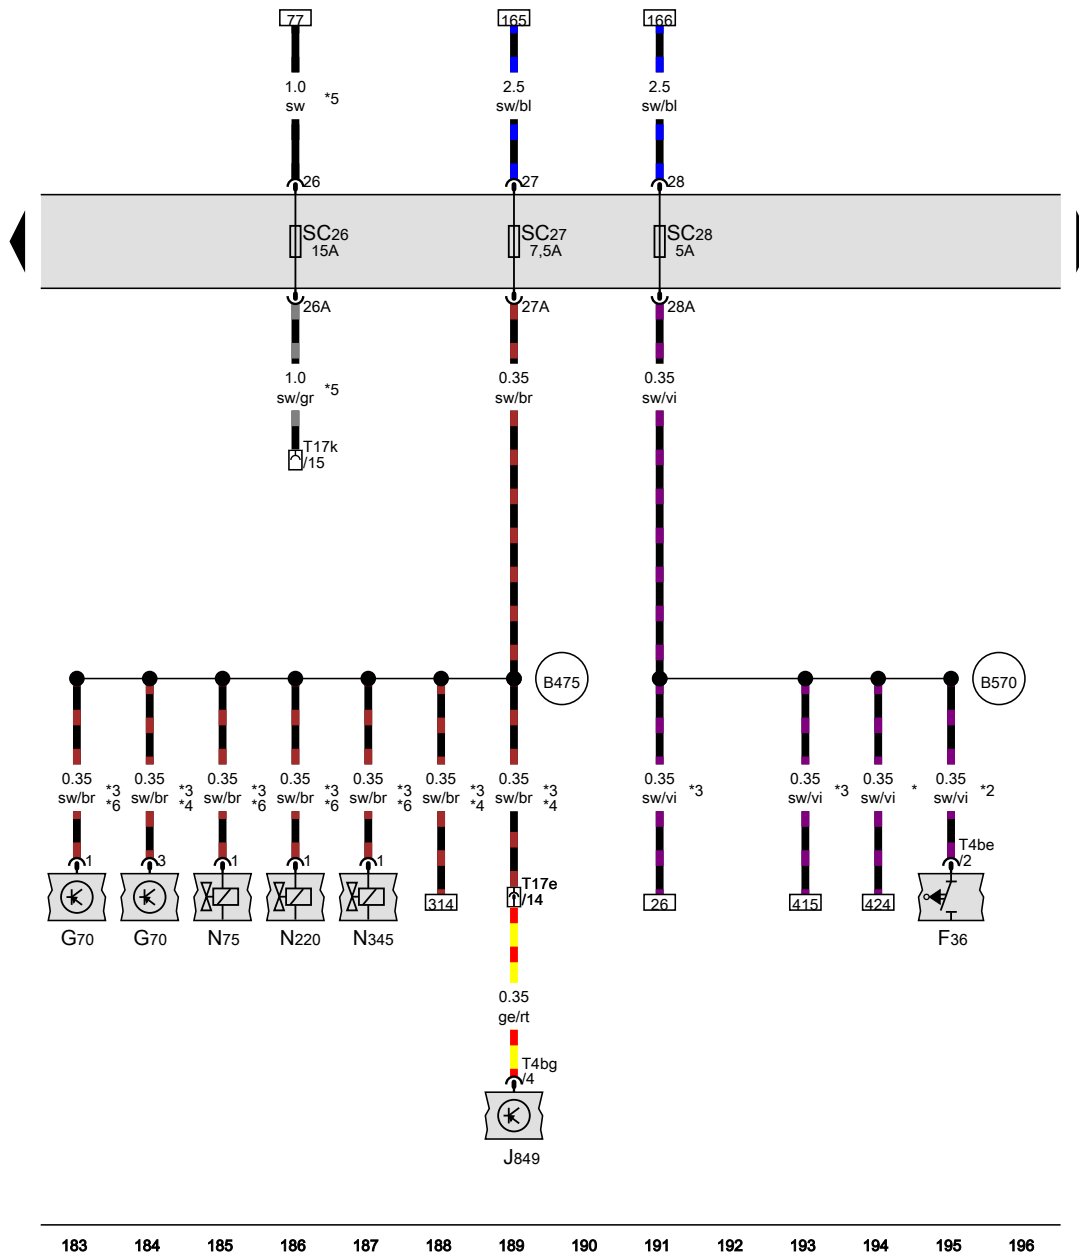 77 165 166
1.0 2.5 2.5
sw *5 sw/bl sw/bl
26 27 28
SC26 SC27 SC28
15A 7,5A 5A
26A 27A 28A
1.0 0.35 0.35
sw/gr *5 sw/br sw/vi
T17k
/15
B475 B570
0.35 0.35 0.35 0.35 0.35 0.35 0.35 0.35 0.35 0.35 0.35
sw/br *3 sw/br *3 sw/br *3 sw/br *3 sw/br *3 sw/br *3 sw/br *3 sw/vi *3 sw/vi *3 sw/vi * sw/vi *2
*6 *4 *6 *6 *6 *4 *4
T4be
1 3 1 1 1 /2
T17e
/14
314 26 415 424
G70 G70 N75 N220 N345 F36
0.35
ge/rt
T4bg
/4
J849
183 184 185 186 187 188 189 190 191 192 193 194 195 196